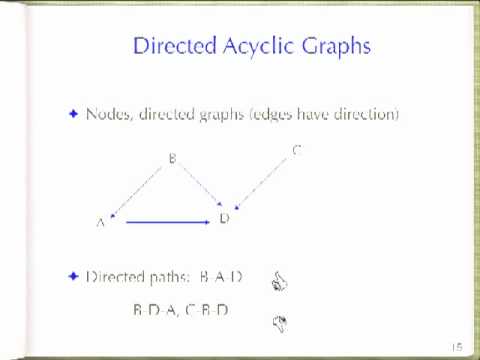 Directed Acyclic Graphs
Nodes, directed graphs (edges have direction)
B
C
A
D
Directed paths: B-A-D
B-D-A, C-B-D
15